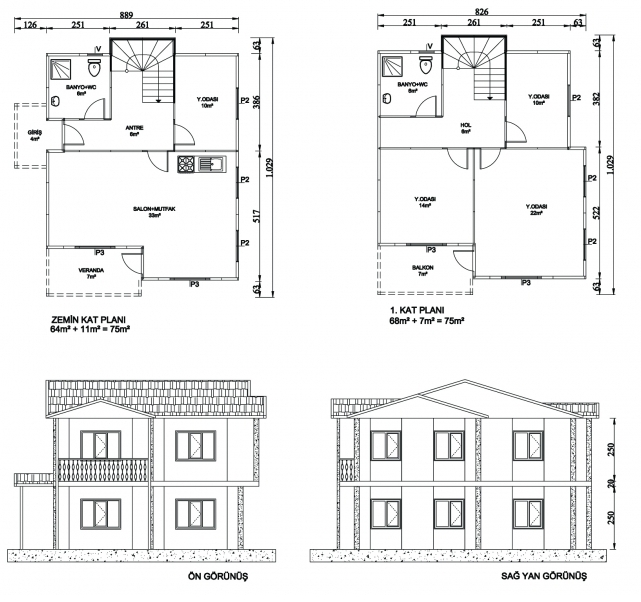 889
126 251 261 251
63
V
BANYO+WC
6m²
Y.ODASI
10m²
P2
386
GİRİŞ
4m²
ANTRE
6m²
1.029
P2
SALON+MUTFAK
33m²
517
P2
P3
VERANDA
7m²
P3
63
ZEMİN KAT PLANI
64m² + 11m² = 75m²
826
251 261 251 63
63
V
BANYO+WC
6m²
Y.ODASI
10m²
P2
382
HOL
6m²
1.029
P2
Y.ODASI
14m²
Y.ODASI
22m²
522
P2
P3
BALKON
7m²
P3
63
1. KAT PLANI
68m² + 7m² = 75m²
250
20
250
ÖN GÖRÜNÜŞ
SAĞ YAN GÖRÜNÜŞ